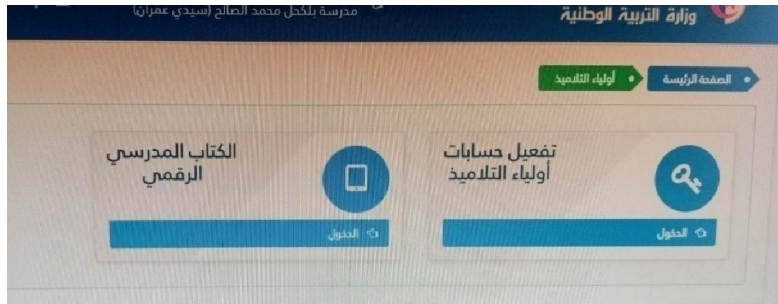 وزارة التربية الوطنية
مدرسة بلكحل محمد الصالح (سيدي عمران)
الصفحة الرئيسة
أولياء التلاميذ
تفعيل حسابات
أولياء التلاميذ
الدخول
الكتاب المدرسي
الرقمي
الدخول